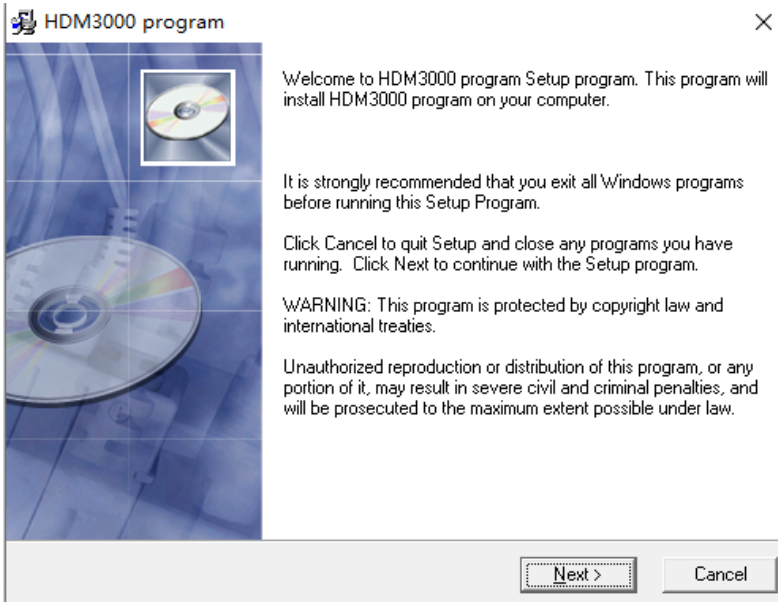 HDM3000 program
Welcome to HDM3000 program Setup program. This program will
install HDM3000 program on your computer.
It is strongly recommended that you exit all Windows programs
before running this Setup Program.
Click Cancel to quit Setup and close any programs you have
running.  Click Next to continue with the Setup program.
WARNING: This program is protected by copyright law and
international treaties.
Unauthorized reproduction or distribution of this program, or any
portion of it, may result in severe civil and criminal penalties, and
will be prosecuted to the maximum extent possible under law.
Next >
Cancel